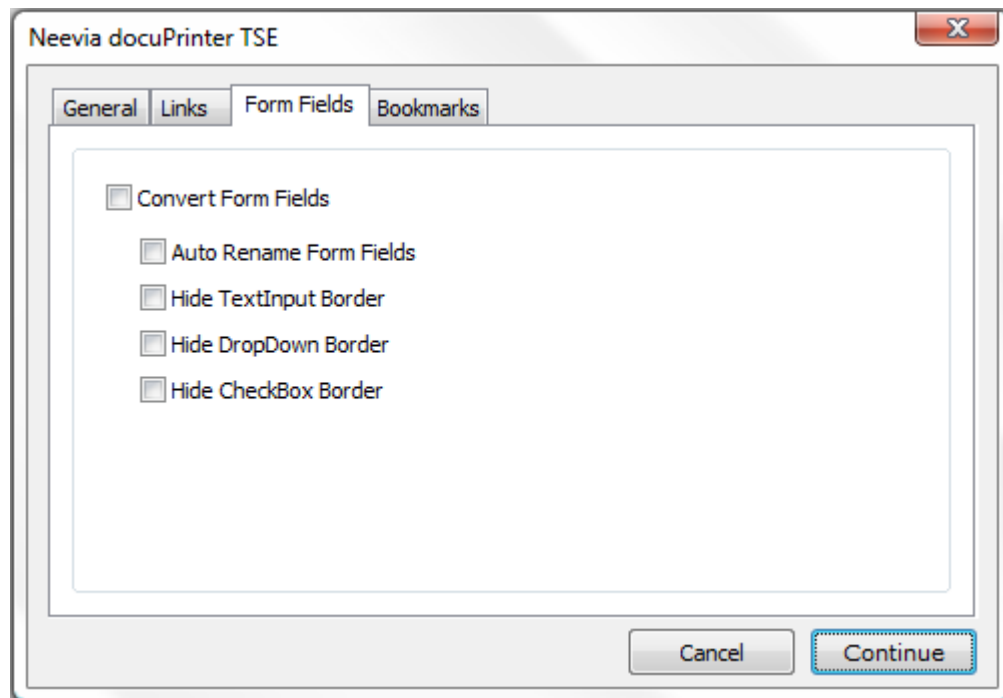 Neevia docuPrinter TSE
General Links Form Fields Bookmarks
Convert Form Fields
Auto Rename Form Fields
Hide TextInput Border
Hide DropDown Border
Hide CheckBox Border
Cancel Continue